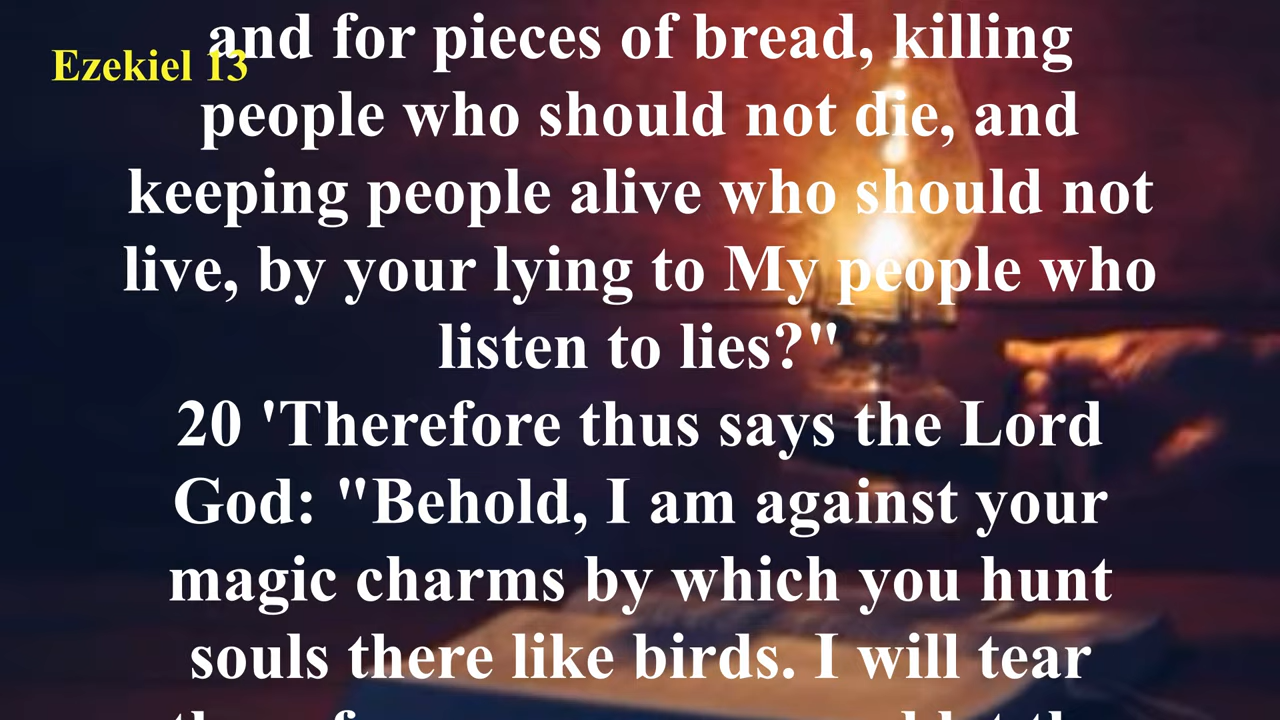 Ezekiel 13
and for pieces of bread, killing
people who should not die, and
keeping people alive who should not
live, by your lying to My people who
listen to lies?"
20 'Therefore thus says the Lord
God: "Behold, I am against your
magic charms by which you hunt
souls there like birds. I will tear